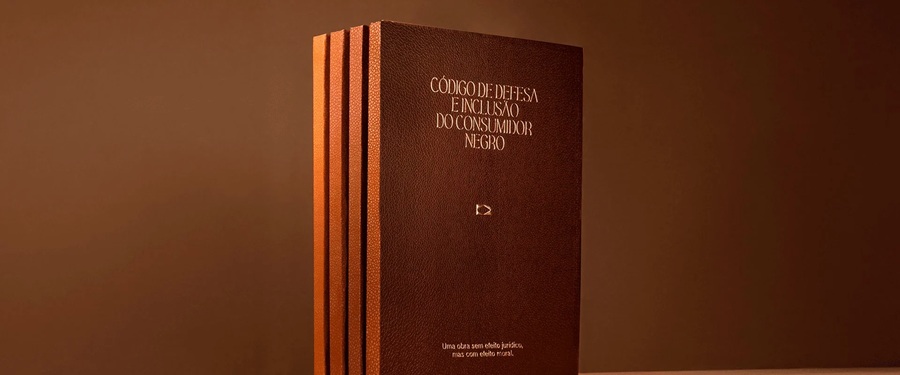 CÓDIGO DE DEFESA
E INCLUSÃO
DO CONSUMIDOR
NEGRO
Uma obra sem efeito jurídico,
mas com efeito moral.